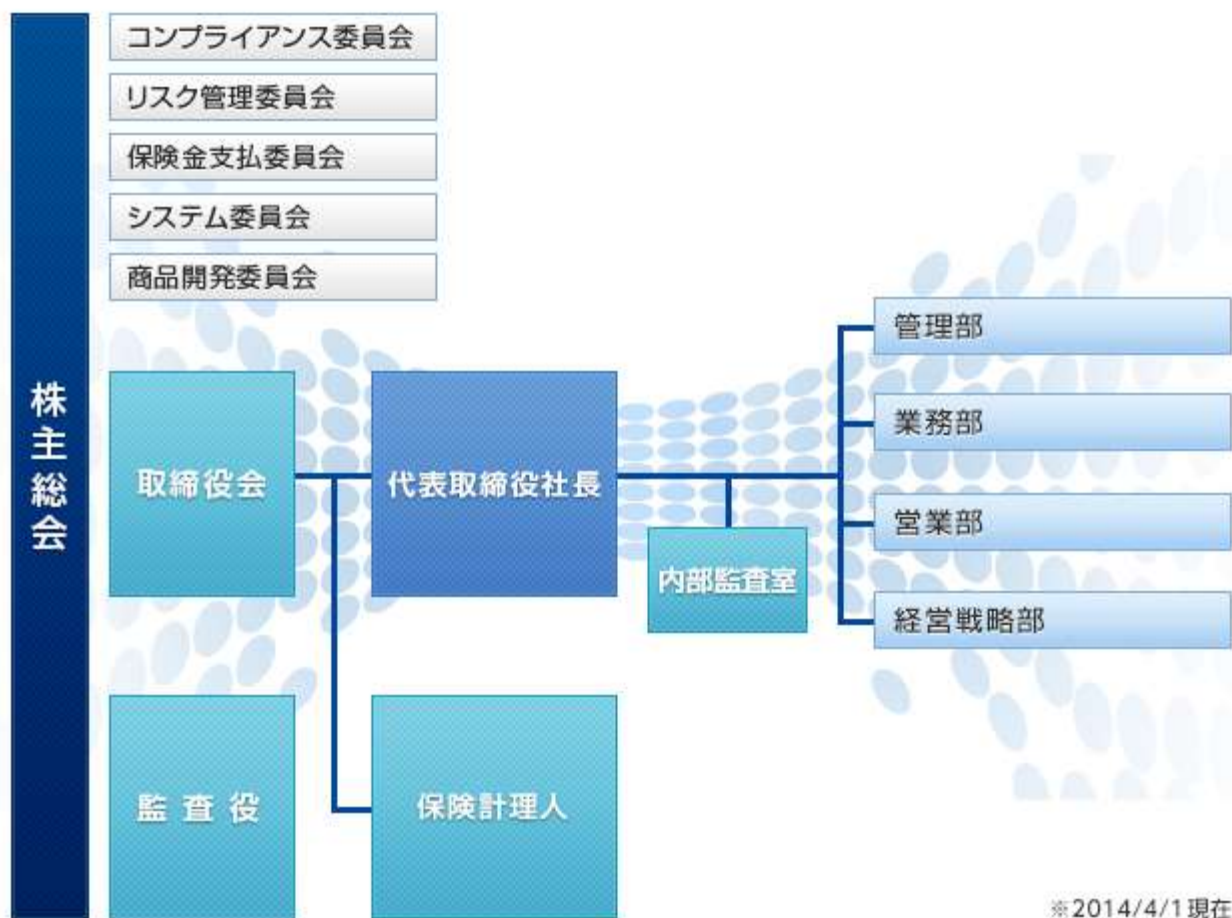 株主総会
コンプライアンス委員会
リスク管理委員会
保険金支払委員会
システム委員会
商品開発委員会
取締役会
代表取締役社長
内部監査室
管理部
業務部
営業部
経営戦略部
監査役
保険計理人
※2014/4/1現在